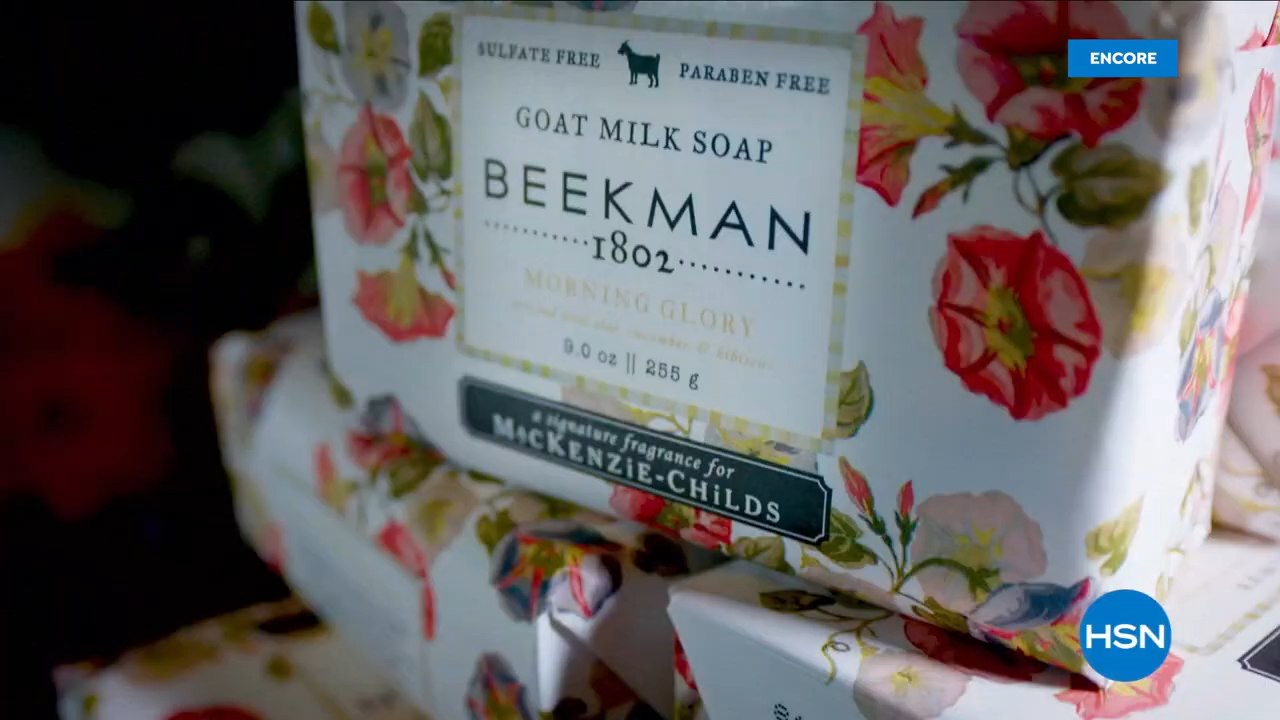 ENCORE
SULFATE FREE PARABEN FREE
GOAT MILK SOAP
BEEKMAN
1802
MORNING GLORY
9.0 oz || 255 g
a signature fragrance for
MacKENZiE-CHiLDS
HSN